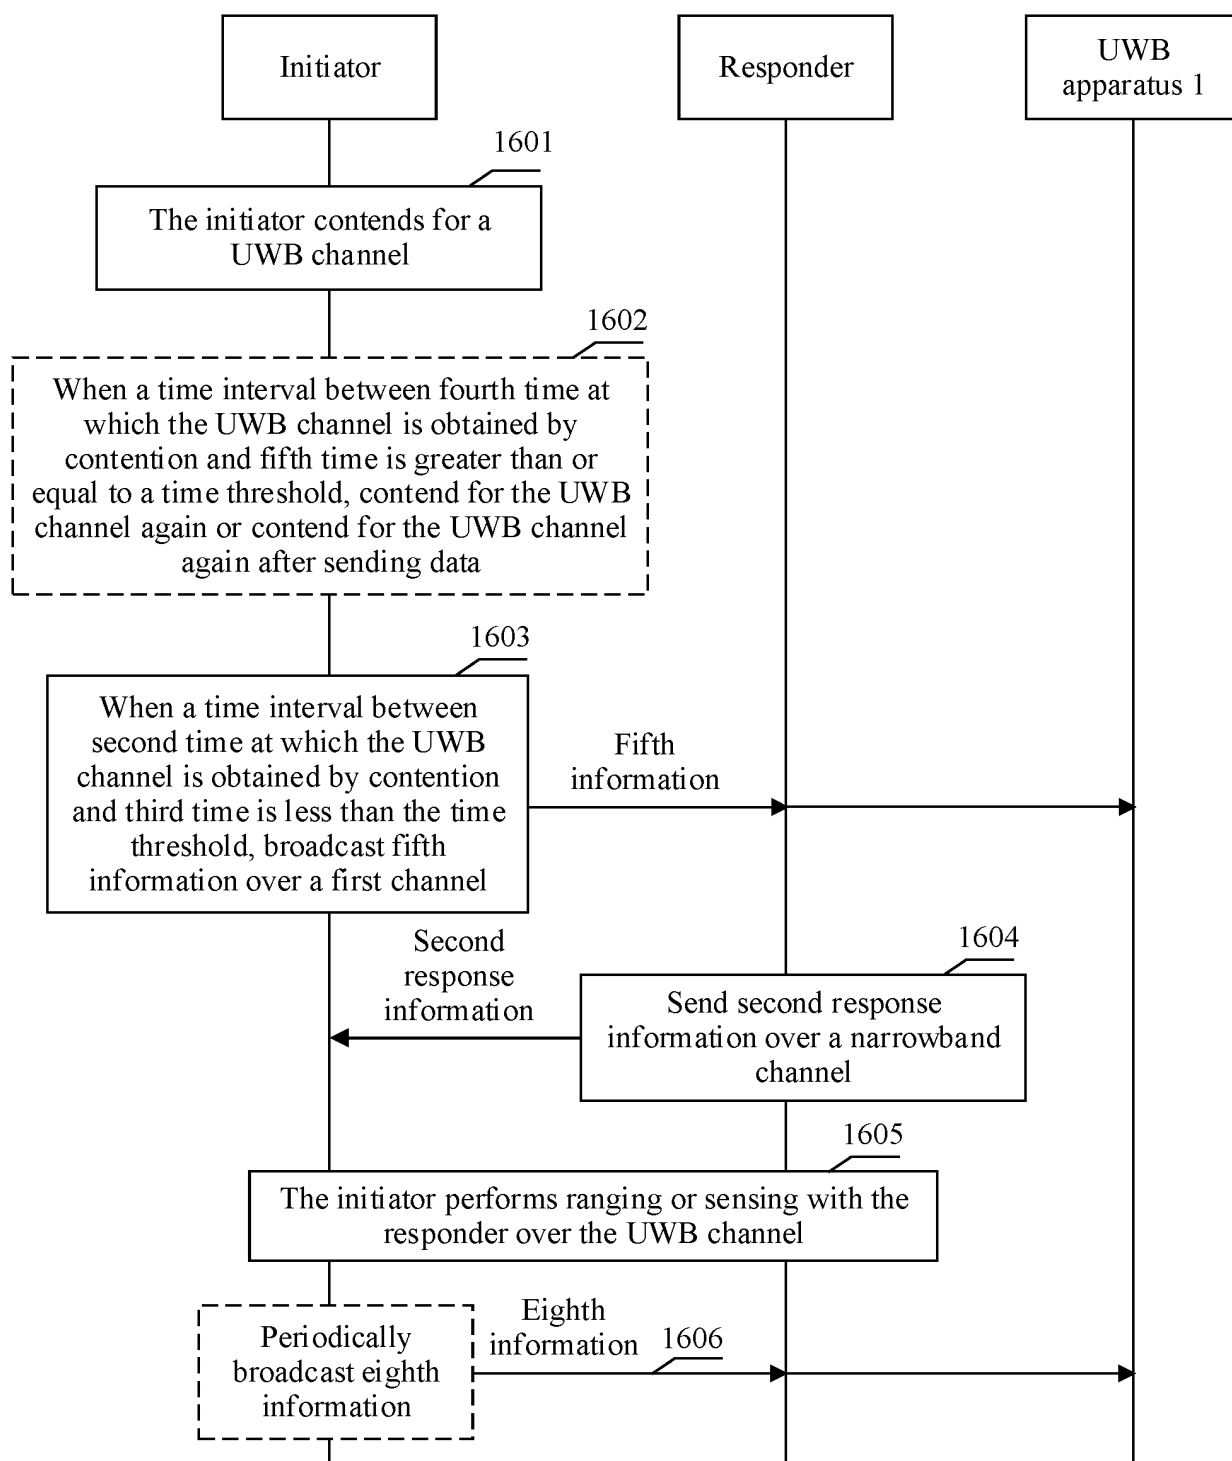 Initiator
Responder
UWB
apparatus 1
1601
The initiator contends for a
UWB channel
1602
When a time interval between fourth time at
which the UWB channel is obtained by
contention and fifth time is greater than or
equal to a time threshold, contend for the UWB
channel again or contend for the UWB channel
again after sending data
1603
When a time interval between
second time at which the UWB
channel is obtained by contention
and third time is less than the time
threshold, broadcast fifth
information over a first channel
Fifth
information
Second
response
information
1604
Send second response
information over a narrowband
channel
1605
The initiator performs ranging or sensing with the
responder over the UWB channel
Periodically
broadcast eighth
information
Eighth
information
1606